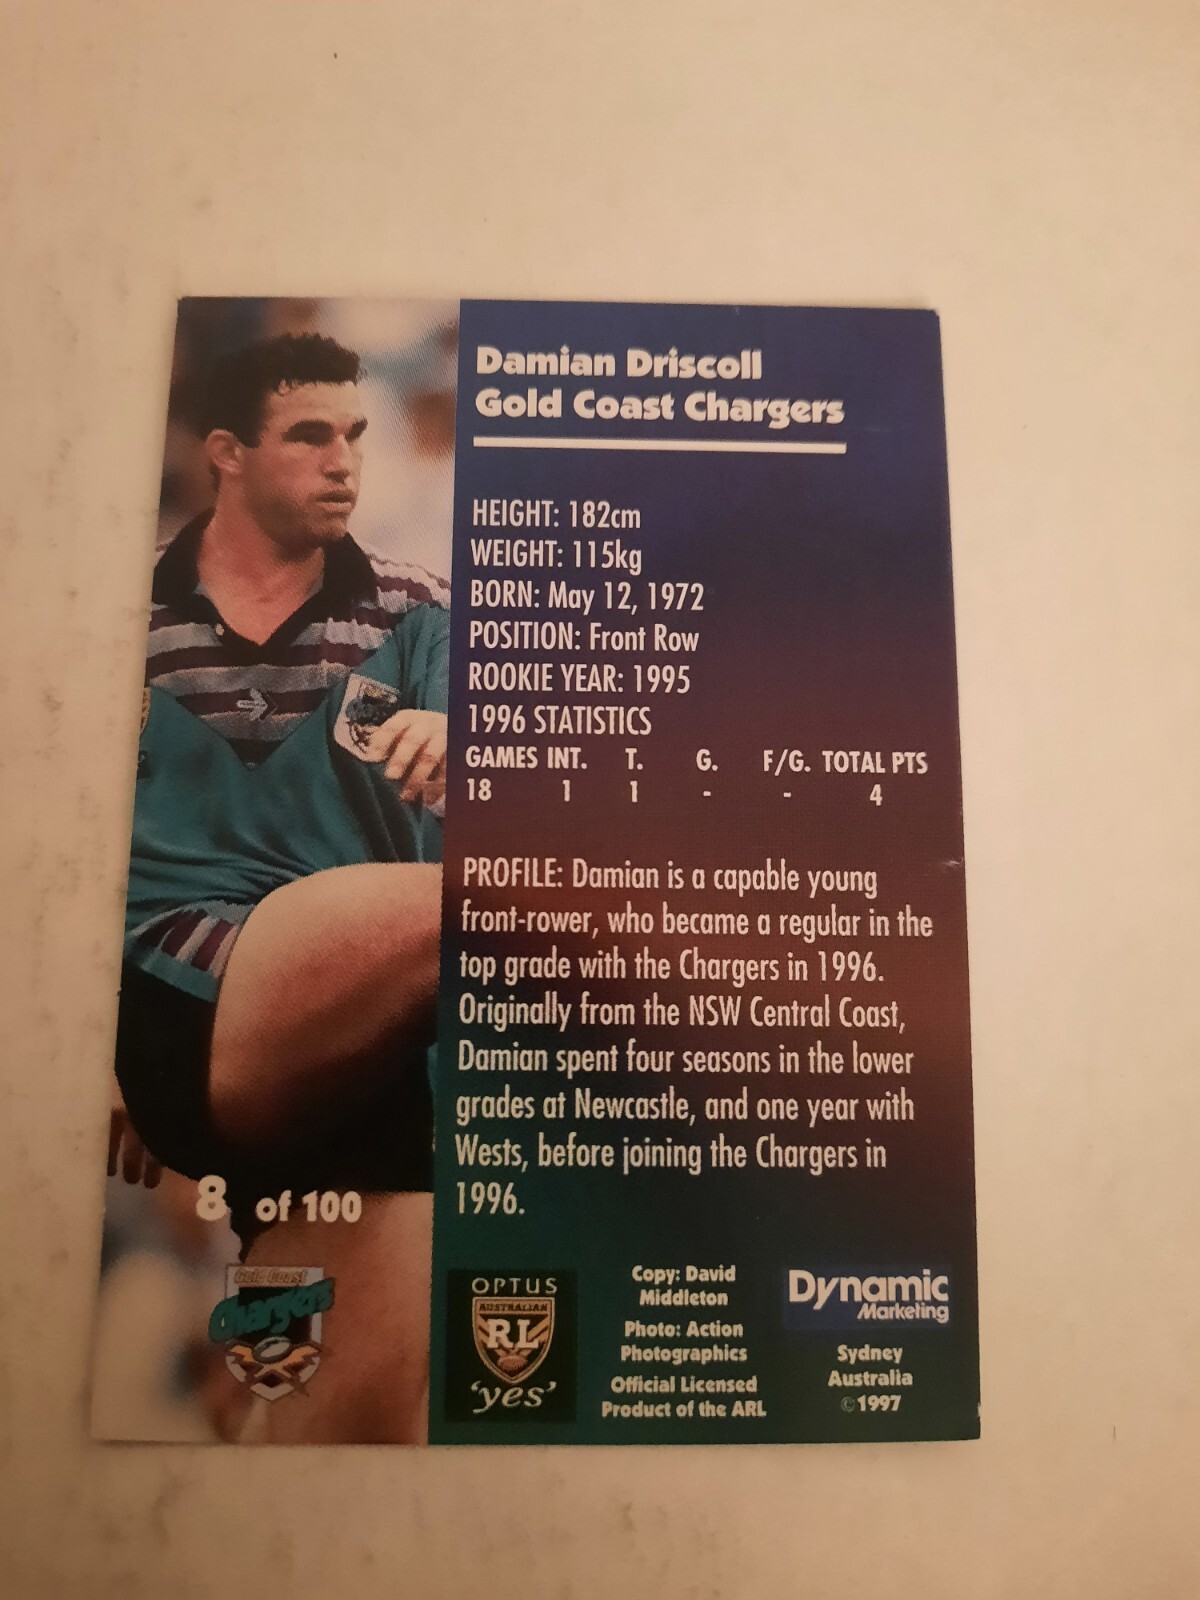 Damian Driscoll
Gold Coast Chargers
HEIGHT: 182cm
WEIGHT: 115kg
BORN: May 12, 1972
POSITION: Front Row
ROOKIE YEAR: 1995
1996 STATISTICS
GAMES INT. T. G. F/G. TOTAL PTS
18 1 1 - - 4
PROFILE: Damian is a capable young
front-rower, who became a regular in the
top grade with the Chargers in 1996.
Originally from the NSW Central Coast,
Damian spent four seasons in the lower
grades at Newcastle, and one year with
Wests, before joining the Chargers in
1996.
8 of 100
Gold Coast
Chargers
OPTUS
AUSTRALIAN
RL
'yes'
Copy: David
Middleton
Photo: Action
Photographics
Official Licensed
Product of the ARL
Dynamic
Marketing
Sydney
Australia
©1997